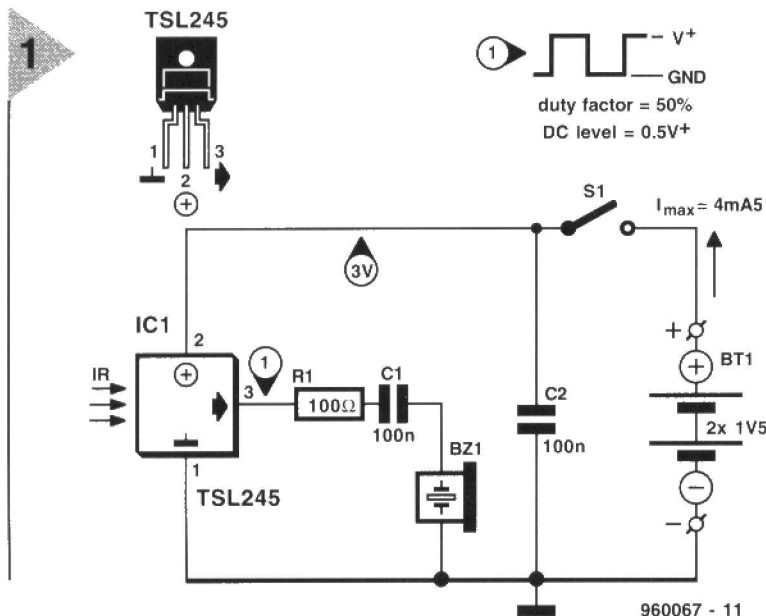 1
TSL245
1
2
3
1
V+
GND
duty factor = 50%
DC level = 0.5V+
S1
Imax = 4mA5
3V
IC1
2
IR
3
1
R1
100Ω
C1
100n
BZ1
1
TSL245
C2
100n
+
BT1
2x 1V5
−
960067 - 11